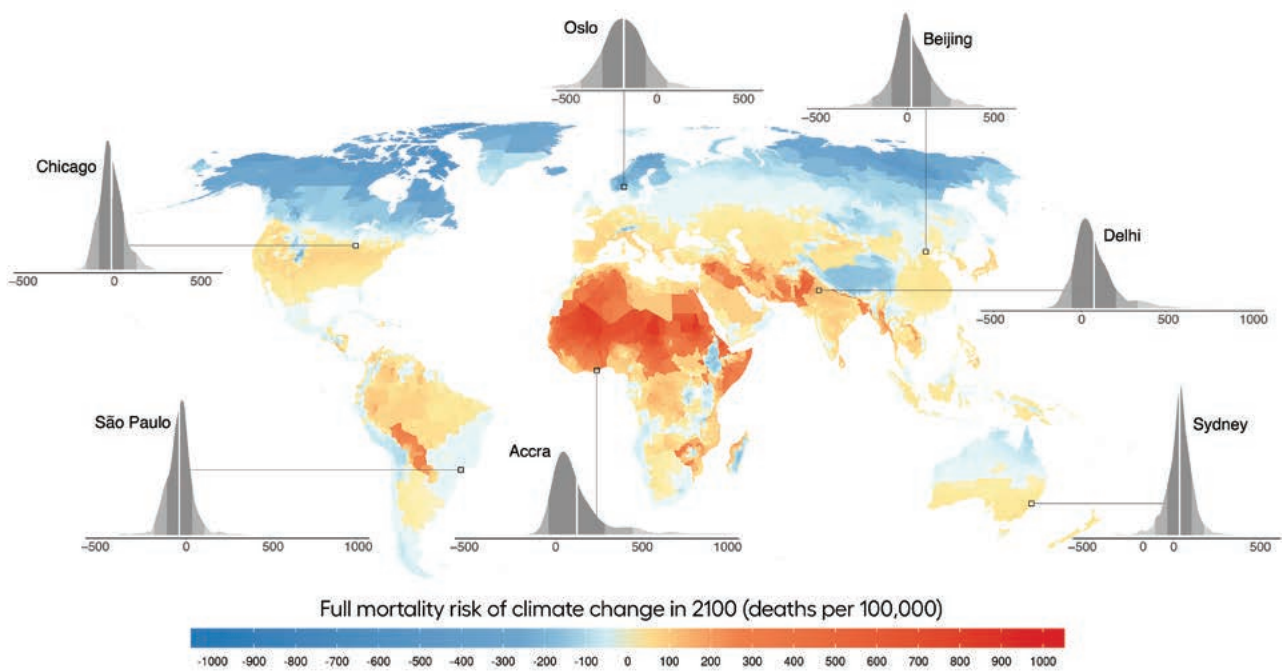 Oslo
-500 0 500
Beijing
-500 0 500
Chicago
-500 0 500
Delhi
-500 0 500 1000
São Paulo
-500 0 500 1000
Accra
-500 0 500 1000
Sydney
-500 0 0 500
Full mortality risk of climate change in 2100 (deaths per 100,000)
-1000 -900 -800 -700 -600 -500 -400 -300 -200 -100 0 100 200 300 400 500 600 700 800 900 1000